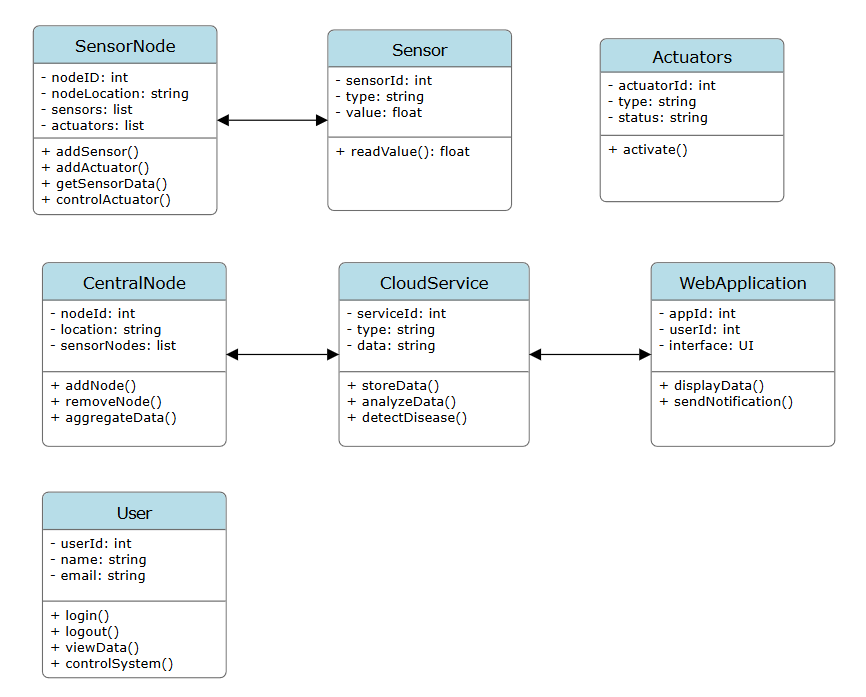 SensorNode
- nodeID: int
- nodeLocation: string
- sensors: list
- actuators: list
+ addSensor()
+ addActuator()
+ getSensorData()
+ controlActuator()
Sensor
- sensorId: int
- type: string
- value: float
+ readValue(): float
Actuators
- actuatorId: int
- type: string
- status: string
+ activate()
CentralNode
- nodeId: int
- location: string
- sensorNodes: list
+ addNode()
+ removeNode()
+ aggregateData()
CloudService
- serviceId: int
- type: string
- data: string
+ storeData()
+ analyzeData()
+ detectDisease()
WebApplication
- appId: int
- userId: int
- interface: UI
+ displayData()
+ sendNotification()
User
- userId: int
- name: string
- email: string
+ login()
+ logout()
+ viewData()
+ controlSystem()